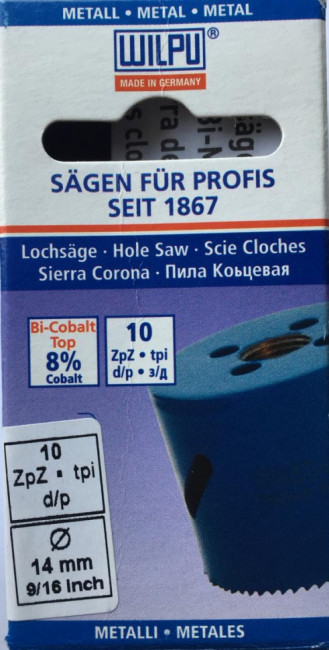 METALL • METAL • METAL
WILPU®
MADE IN GERMANY
SÄGEN FÜR PROFIS
SEIT 1867
Lochsäge · Hole Saw · Scie Cloches
Sierra Corona · Пила Коьцевая
Bi-Cobalt
Top
8%
Cobalt
10
ZpZ • tpi
d/p • з/д
10
ZpZ ▪ tpi
d/p
Ø
14 mm
9/16 inch
METALLI • METALES